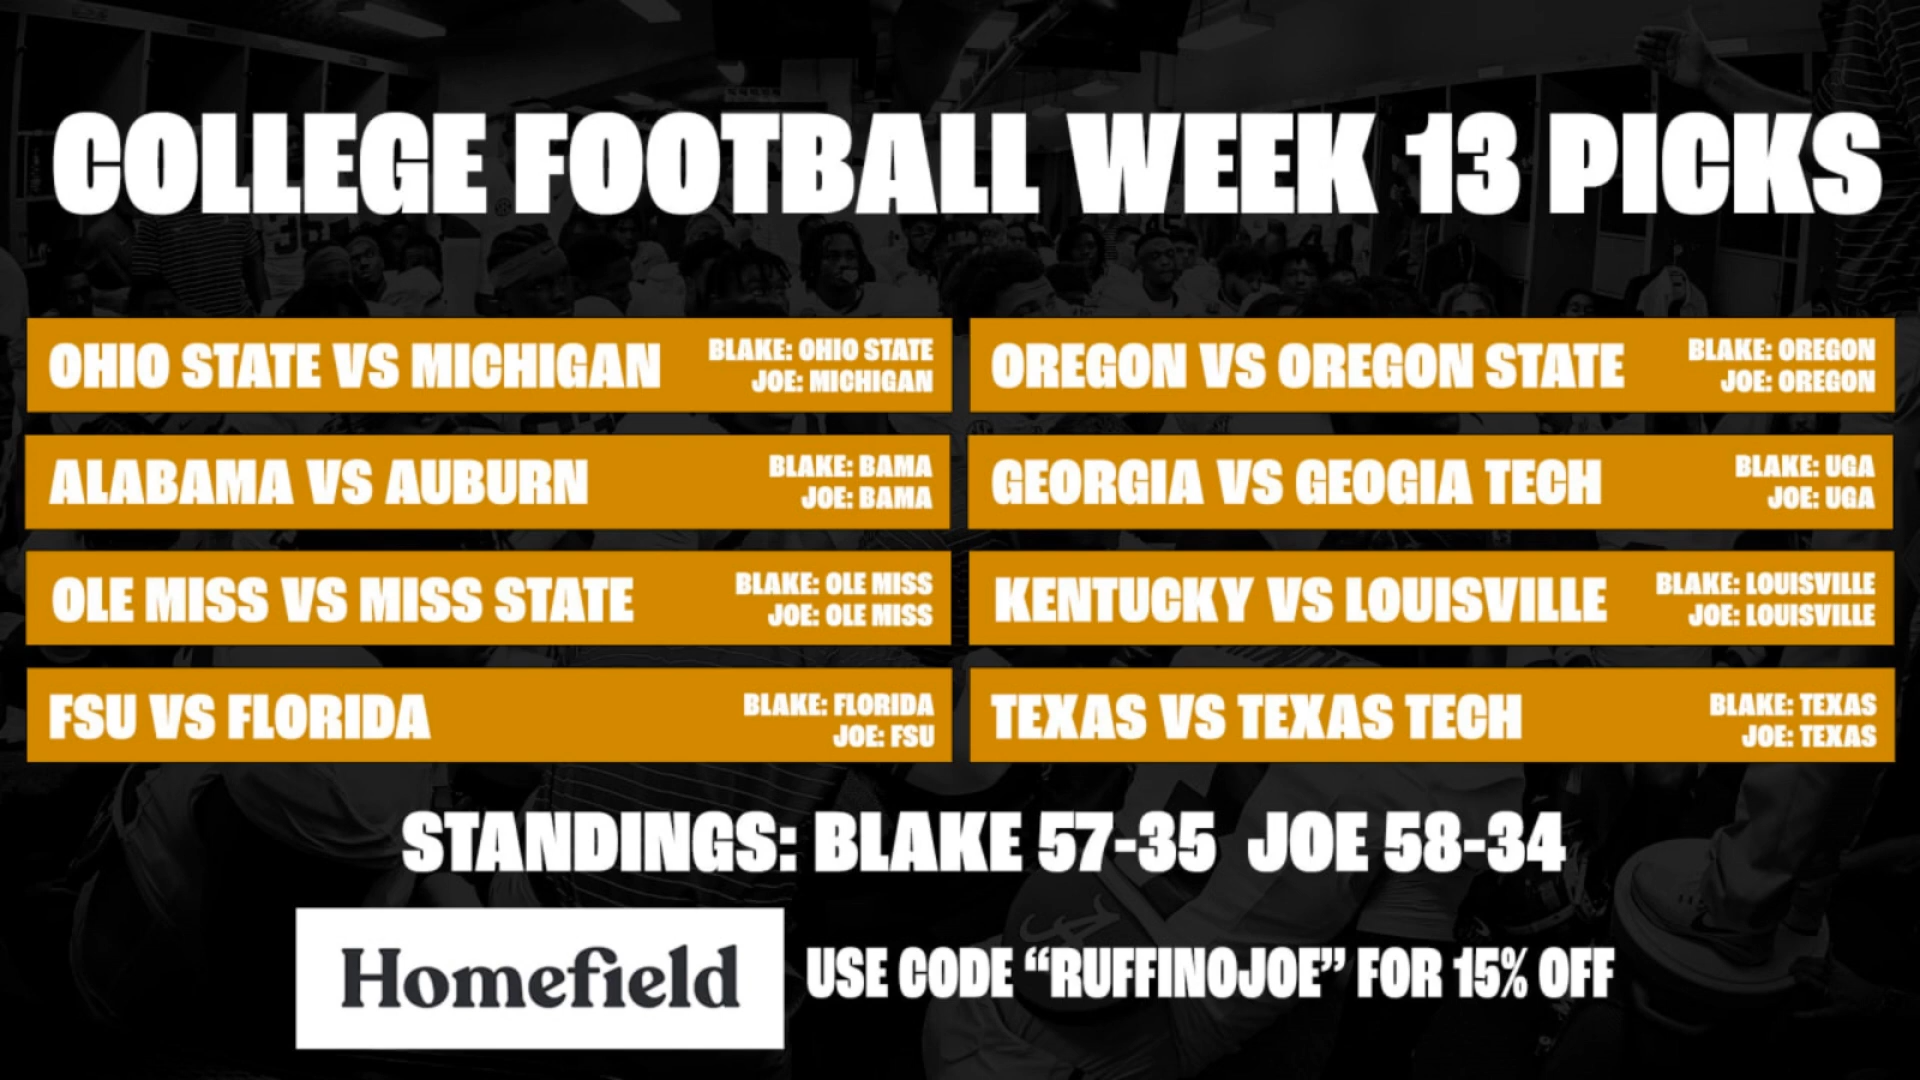 COLLEGE FOOTBALL WEEK 13 PICKS
OHIO STATE VS MICHIGAN
BLAKE: OHIO STATE
JOE: MICHIGAN
OREGON VS OREGON STATE
BLAKE: OREGON
JOE: OREGON
ALABAMA VS AUBURN
BLAKE: BAMA
JOE: BAMA
GEORGIA VS GEOGIA TECH
BLAKE: UGA
JOE: UGA
OLE MISS VS MISS STATE
BLAKE: OLE MISS
JOE: OLE MISS
KENTUCKY VS LOUISVILLE
BLAKE: LOUISVILLE
JOE: LOUISVILLE
FSU VS FLORIDA
BLAKE: FLORIDA
JOE: FSU
TEXAS VS TEXAS TECH
BLAKE: TEXAS
JOE: TEXAS
STANDINGS: BLAKE 57-35 JOE 58-34
Homefield
USE CODE “RUFFINOJOE” FOR 15% OFF